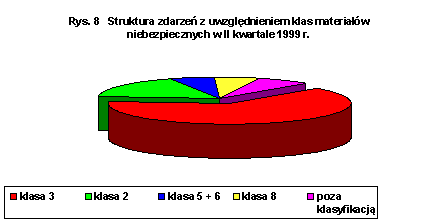 Rys. 8 Struktura zdarzeń z uwzględnieniem klas materiałów
niebezpiecznych w II kwartale 1999 r.
klasa 3 klasa 2 klasa 5 + 6 klasa 8 poza
klasyfikacją